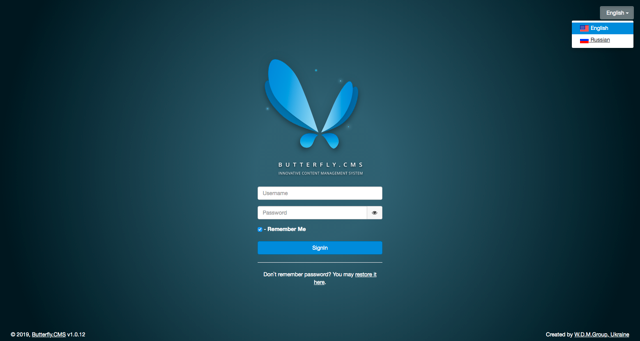 English
English
Russian
BUTTERFLY.CMS
INNOVATIVE CONTENT MANAGEMENT SYSTEM
Username
Password
- Remember Me
Signin
Don't remember password? You may restore it
here.
© 2019, Butterfly.CMS v1.0.12
Created by W.D.M.Group, Ukraine